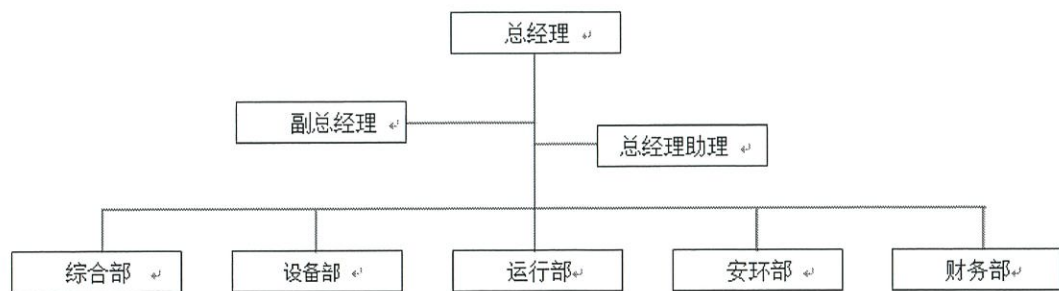 总经理
副总经理
总经理助理
综合部
设备部
运行部
安环部
财务部